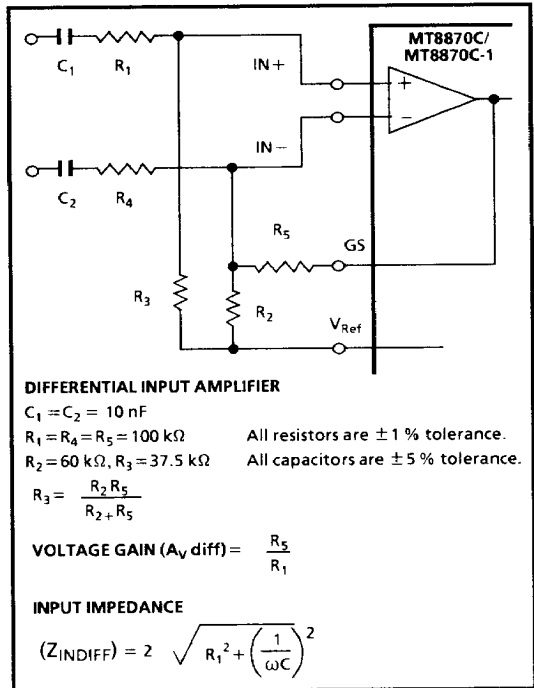 MT8870C/
MT8870C-1
C1
R1
IN+
+
−
IN−
C2
R4
R5
GS
R3
R2
VRef
DIFFERENTIAL INPUT AMPLIFIER
C1 = C2 = 10 nF
R1 = R4 = R5 = 100 kΩ All resistors are ±1 % tolerance.
R2 = 60 kΩ, R3 = 37.5 kΩ All capacitors are ±5 % tolerance.
R3 = R2 R5 / R2 + R5
VOLTAGE GAIN (AV diff) = R5 / R1
INPUT IMPEDANCE
(ZINDIFF) = 2 √ R1² + (1 / ωC)²